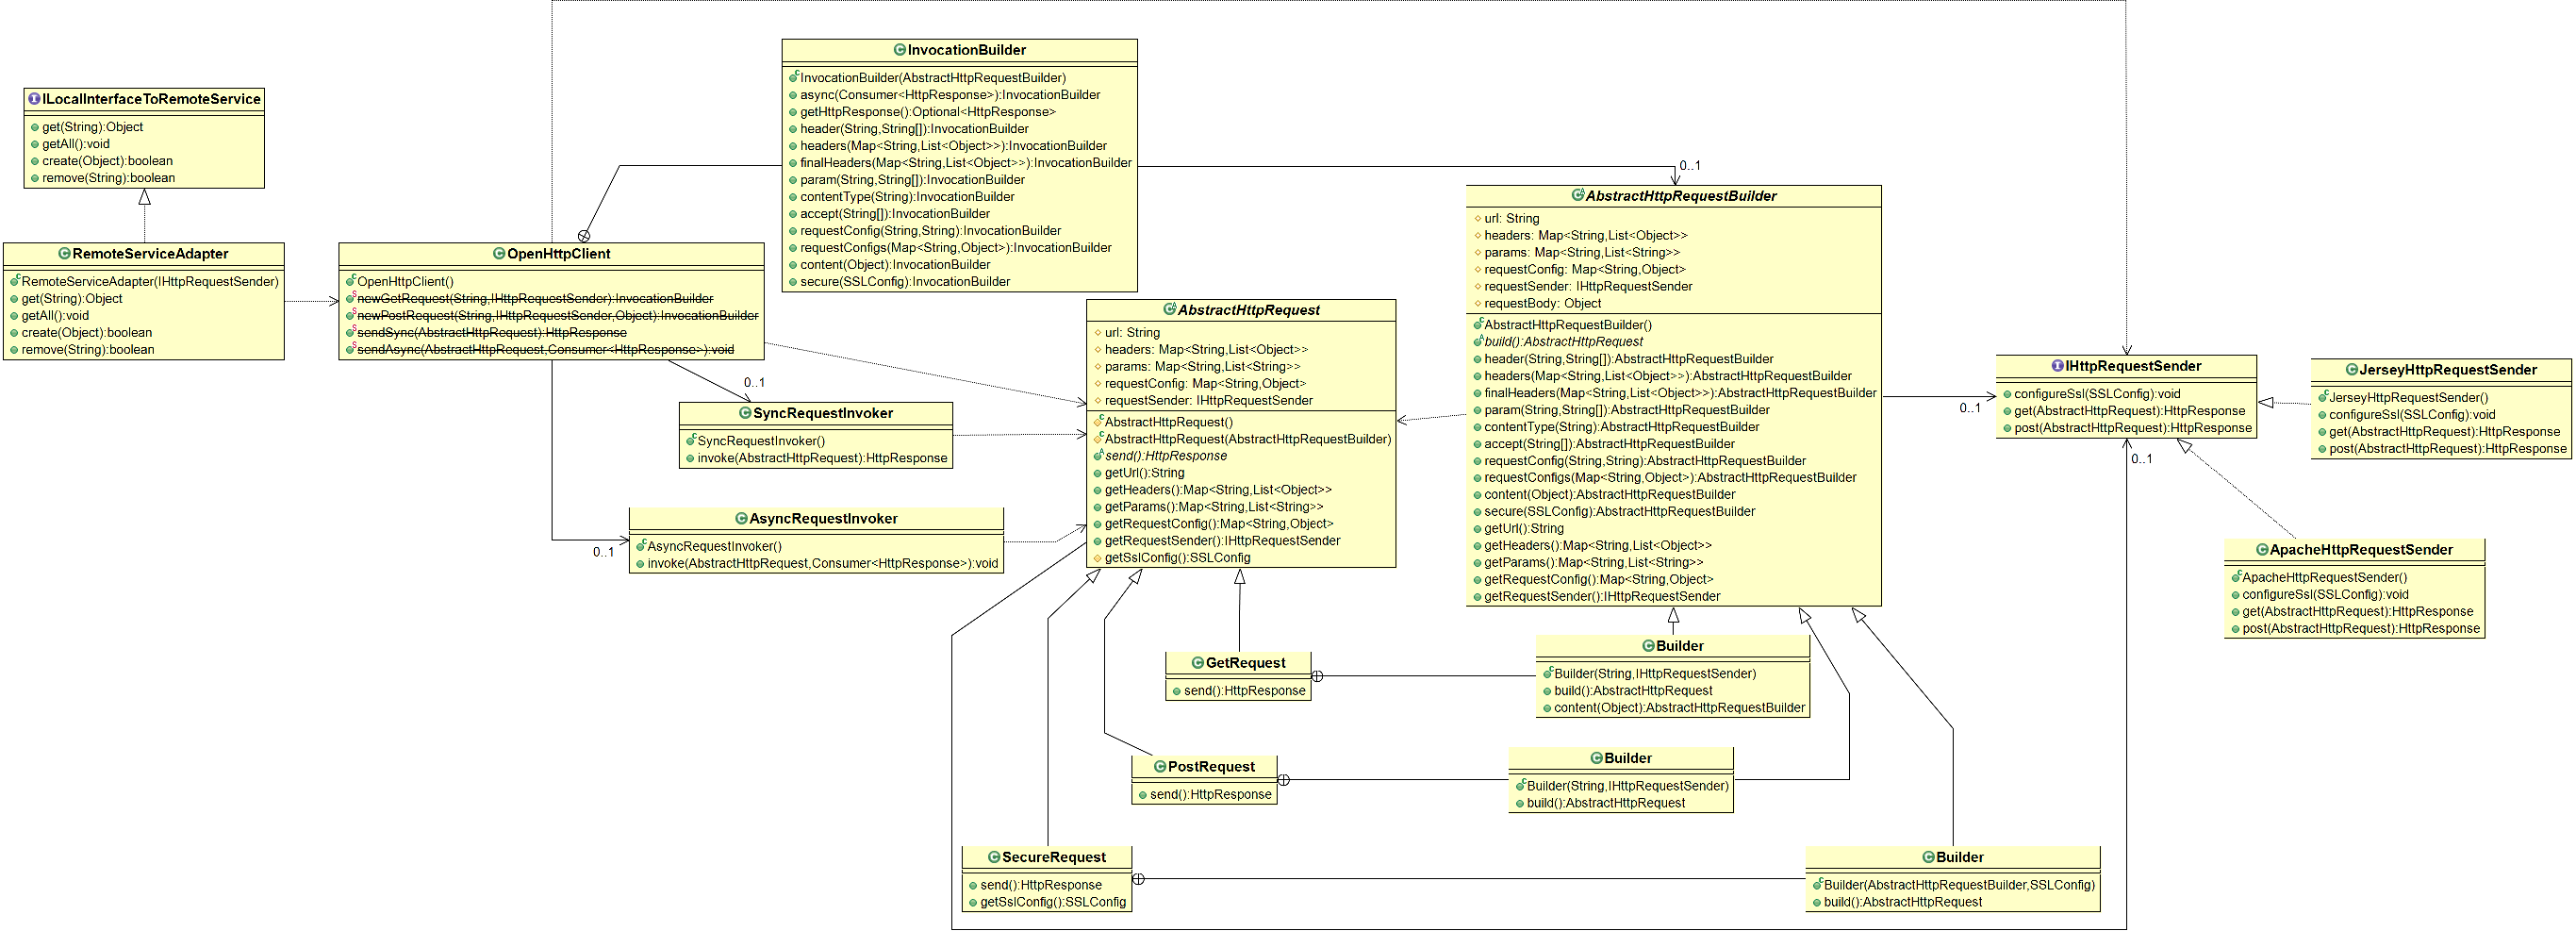 InvocationBuilder
InvocationBuilder(AbstractHttpRequestBuilder)
async(Consumer<HttpResponse>):InvocationBuilder
getHttpResponse():Optional<HttpResponse>
header(String,String[]):InvocationBuilder
headers(Map<String,List<Object>>):InvocationBuilder
finalHeaders(Map<String,List<Object>>):InvocationBuilder
param(String,String[]):InvocationBuilder
contentType(String):InvocationBuilder
accept(String[]):InvocationBuilder
requestConfig(String,String):InvocationBuilder
requestConfigs(Map<String,Object>):InvocationBuilder
content(Object):InvocationBuilder
secure(SSLConfig):InvocationBuilder
ILocalInterfaceToRemoteService
get(String):Object
getAll():void
create(Object):boolean
remove(String):boolean
RemoteServiceAdapter
RemoteServiceAdapter(IHttpRequestSender)
get(String):Object
getAll():void
create(Object):boolean
remove(String):boolean
OpenHttpClient
OpenHttpClient()
newGetRequest(String,IHttpRequestSender):InvocationBuilder
newPostRequest(String,IHttpRequestSender,Object):InvocationBuilder
sendSync(AbstractHttpRequest):HttpResponse
sendAsync(AbstractHttpRequest,Consumer<HttpResponse>):void
0..1
SyncRequestInvoker
SyncRequestInvoker()
invoke(AbstractHttpRequest):HttpResponse
0..1
AsyncRequestInvoker
AsyncRequestInvoker()
invoke(AbstractHttpRequest,Consumer<HttpResponse>):void
AbstractHttpRequest
url: String
headers: Map<String,List<Object>>
params: Map<String,List<String>>
requestConfig: Map<String,Object>
requestSender: IHttpRequestSender
AbstractHttpRequest()
AbstractHttpRequest(AbstractHttpRequestBuilder)
send():HttpResponse
getUrl():String
getHeaders():Map<String,List<Object>>
getParams():Map<String,List<String>>
getRequestConfig():Map<String,Object>
getRequestSender():IHttpRequestSender
getSslConfig():SSLConfig
0..1
AbstractHttpRequestBuilder
url: String
headers: Map<String,List<Object>>
params: Map<String,List<String>>
requestConfig: Map<String,Object>
requestSender: IHttpRequestSender
requestBody: Object
AbstractHttpRequestBuilder()
build():AbstractHttpRequest
header(String,String[]):AbstractHttpRequestBuilder
headers(Map<String,List<Object>>):AbstractHttpRequestBuilder
finalHeaders(Map<String,List<Object>>):AbstractHttpRequestBuilder
param(String,String[]):AbstractHttpRequestBuilder
contentType(String):AbstractHttpRequestBuilder
accept(String[]):AbstractHttpRequestBuilder
requestConfig(String,String):AbstractHttpRequestBuilder
requestConfigs(Map<String,Object>):AbstractHttpRequestBuilder
content(Object):AbstractHttpRequestBuilder
secure(SSLConfig):AbstractHttpRequestBuilder
getUrl():String
getHeaders():Map<String,List<Object>>
getParams():Map<String,List<String>>
getRequestConfig():Map<String,Object>
getRequestSender():IHttpRequestSender
0..1
IHttpRequestSender
configureSsl(SSLConfig):void
get(AbstractHttpRequest):HttpResponse
post(AbstractHttpRequest):HttpResponse
0..1
JerseyHttpRequestSender
JerseyHttpRequestSender()
configureSsl(SSLConfig):void
get(AbstractHttpRequest):HttpResponse
post(AbstractHttpRequest):HttpResponse
ApacheHttpRequestSender
ApacheHttpRequestSender()
configureSsl(SSLConfig):void
get(AbstractHttpRequest):HttpResponse
post(AbstractHttpRequest):HttpResponse
GetRequest
send():HttpResponse
Builder
Builder(String,IHttpRequestSender)
build():AbstractHttpRequest
content(Object):AbstractHttpRequestBuilder
PostRequest
send():HttpResponse
Builder
Builder(String,IHttpRequestSender)
build():AbstractHttpRequest
SecureRequest
send():HttpResponse
getSslConfig():SSLConfig
Builder
Builder(AbstractHttpRequestBuilder,SSLConfig)
build():AbstractHttpRequest